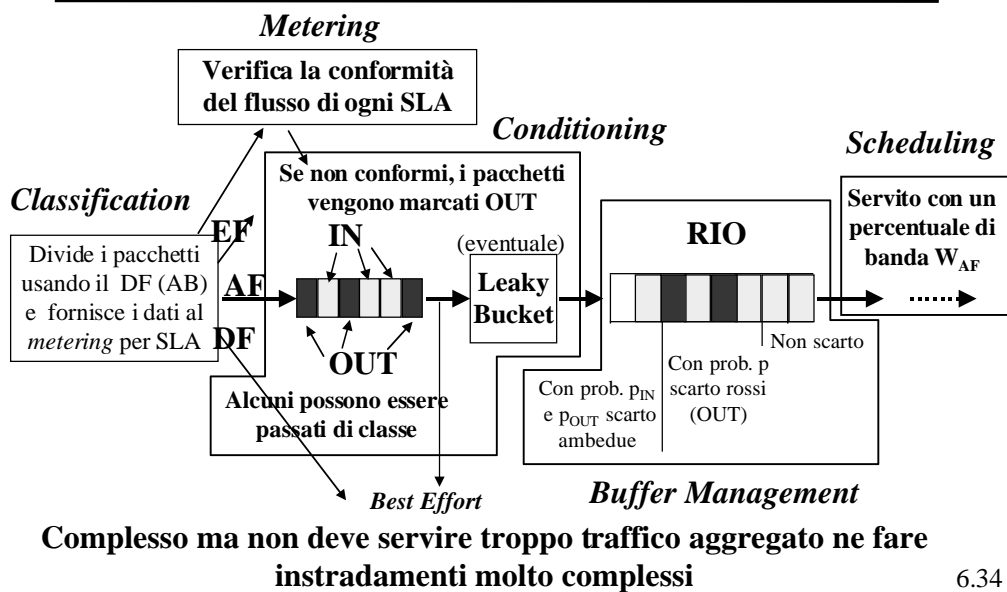 Metering
Verifica la conformità
del flusso di ogni SLA
Conditioning
Scheduling
Se non conformi, i pacchetti
vengono marcati OUT
Servito con un
percentuale di
banda W_AF
Classification
Divide i pacchetti
usando il DF (AB)
e fornisce i dati al
metering per SLA
EF
AF
DF
IN
OUT
(eventuale)
Leaky
Bucket
RIO
Non scarto
Con prob. p
scarto rossi
(OUT)
Con prob. p_IN
e p_OUT scarto
ambedue
Alcuni possono essere
passati di classe
Best Effort
Buffer Management
Complesso ma non deve servire troppo traffico aggregato ne fare
instradamenti molto complessi
6.34